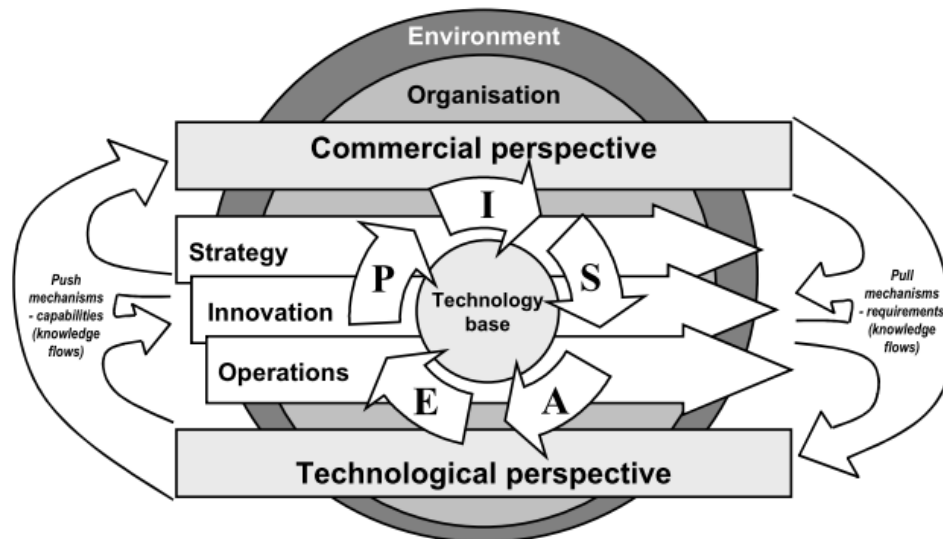 Environment
Organisation
Commercial perspective
I
Strategy
P
S
Push
mechanisms
- capabilities
(knowledge
flows)
Innovation
Technology
base
Pull
mechanisms
- requirements
(knowledge
flows)
Operations
E
A
Technological perspective